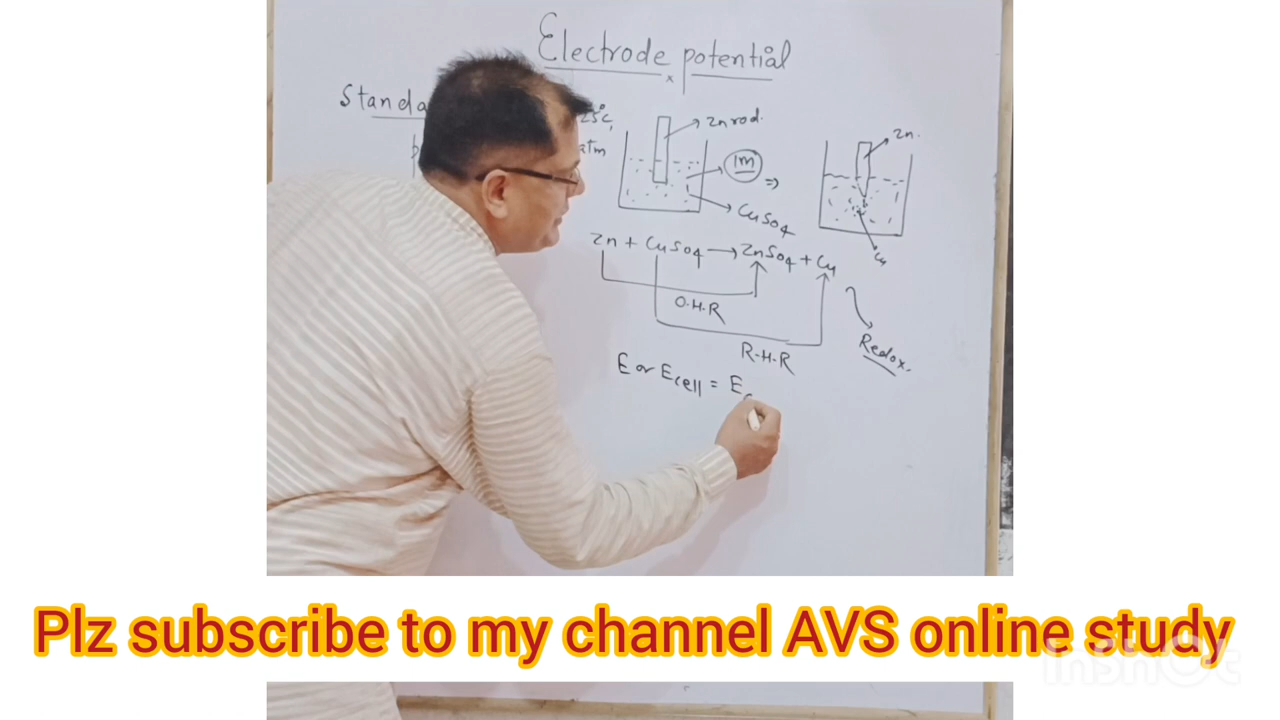 Electrode potential
Standa
25°C,
atm
Zn rod.
1M
⇒
CuSO4
Zn.
Cu
Zn + CuSO4 → ZnSO4 + Cu
O.H.R
R.H.R
Redox.
E or Ecell = E
Plz subscribe to my channel AVS online study
InShOt